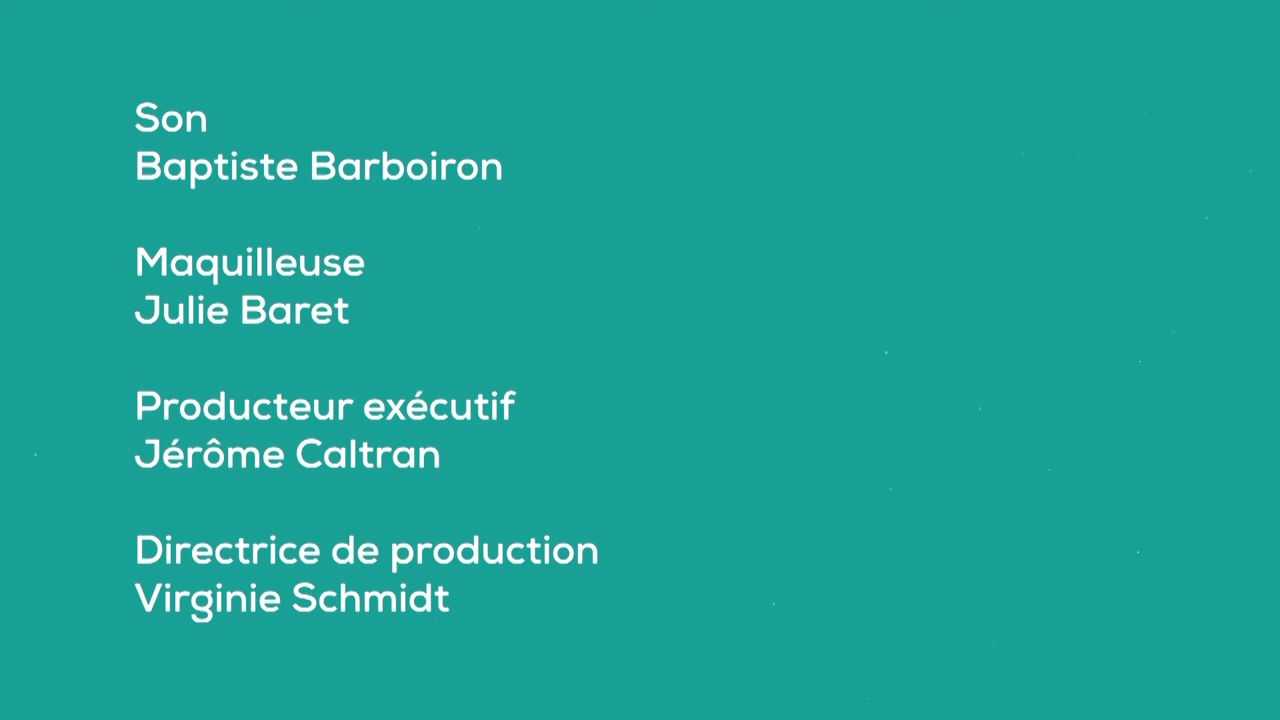 Son
Baptiste Barboiron
Maquilleuse
Julie Baret
Producteur exécutif
Jérôme Caltran
Directrice de production
Virginie Schmidt